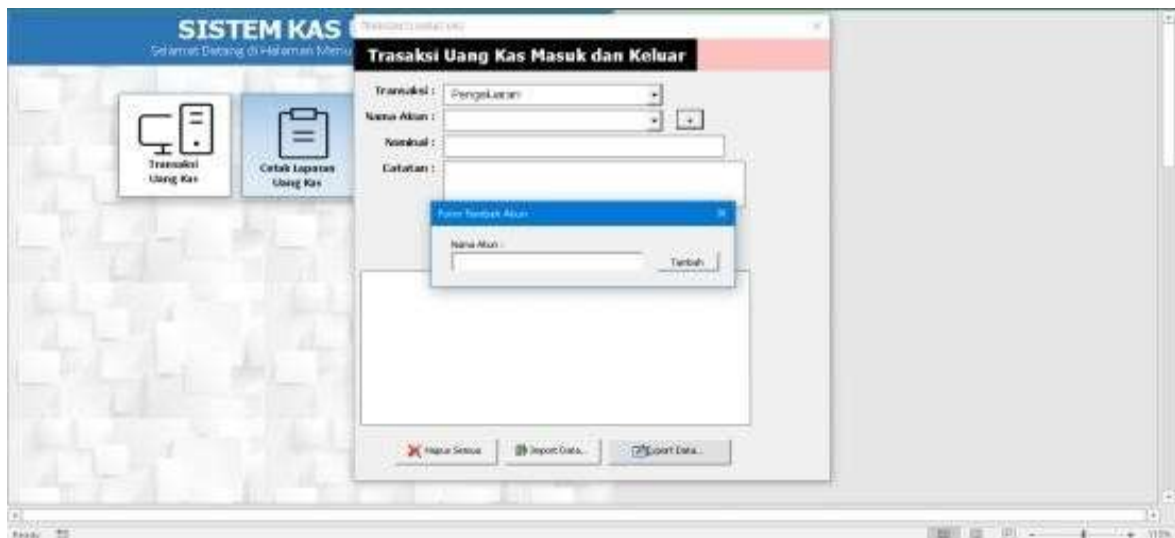 SISTEM KAS
Selamat Datang di Halaman Menu
Transaksi
Uang Kas
Cetak Laporan
Uang Kas
Trasaksi Uang Kas Masuk dan Keluar
Transaksi :
Pengeluaran
Nama Akun :
+
Nominal :
Catatan :
Form Tambah Akun
Nama Akun :
Tambah
Hapus Semua
Import Data...
Export Data...
Ready
110%